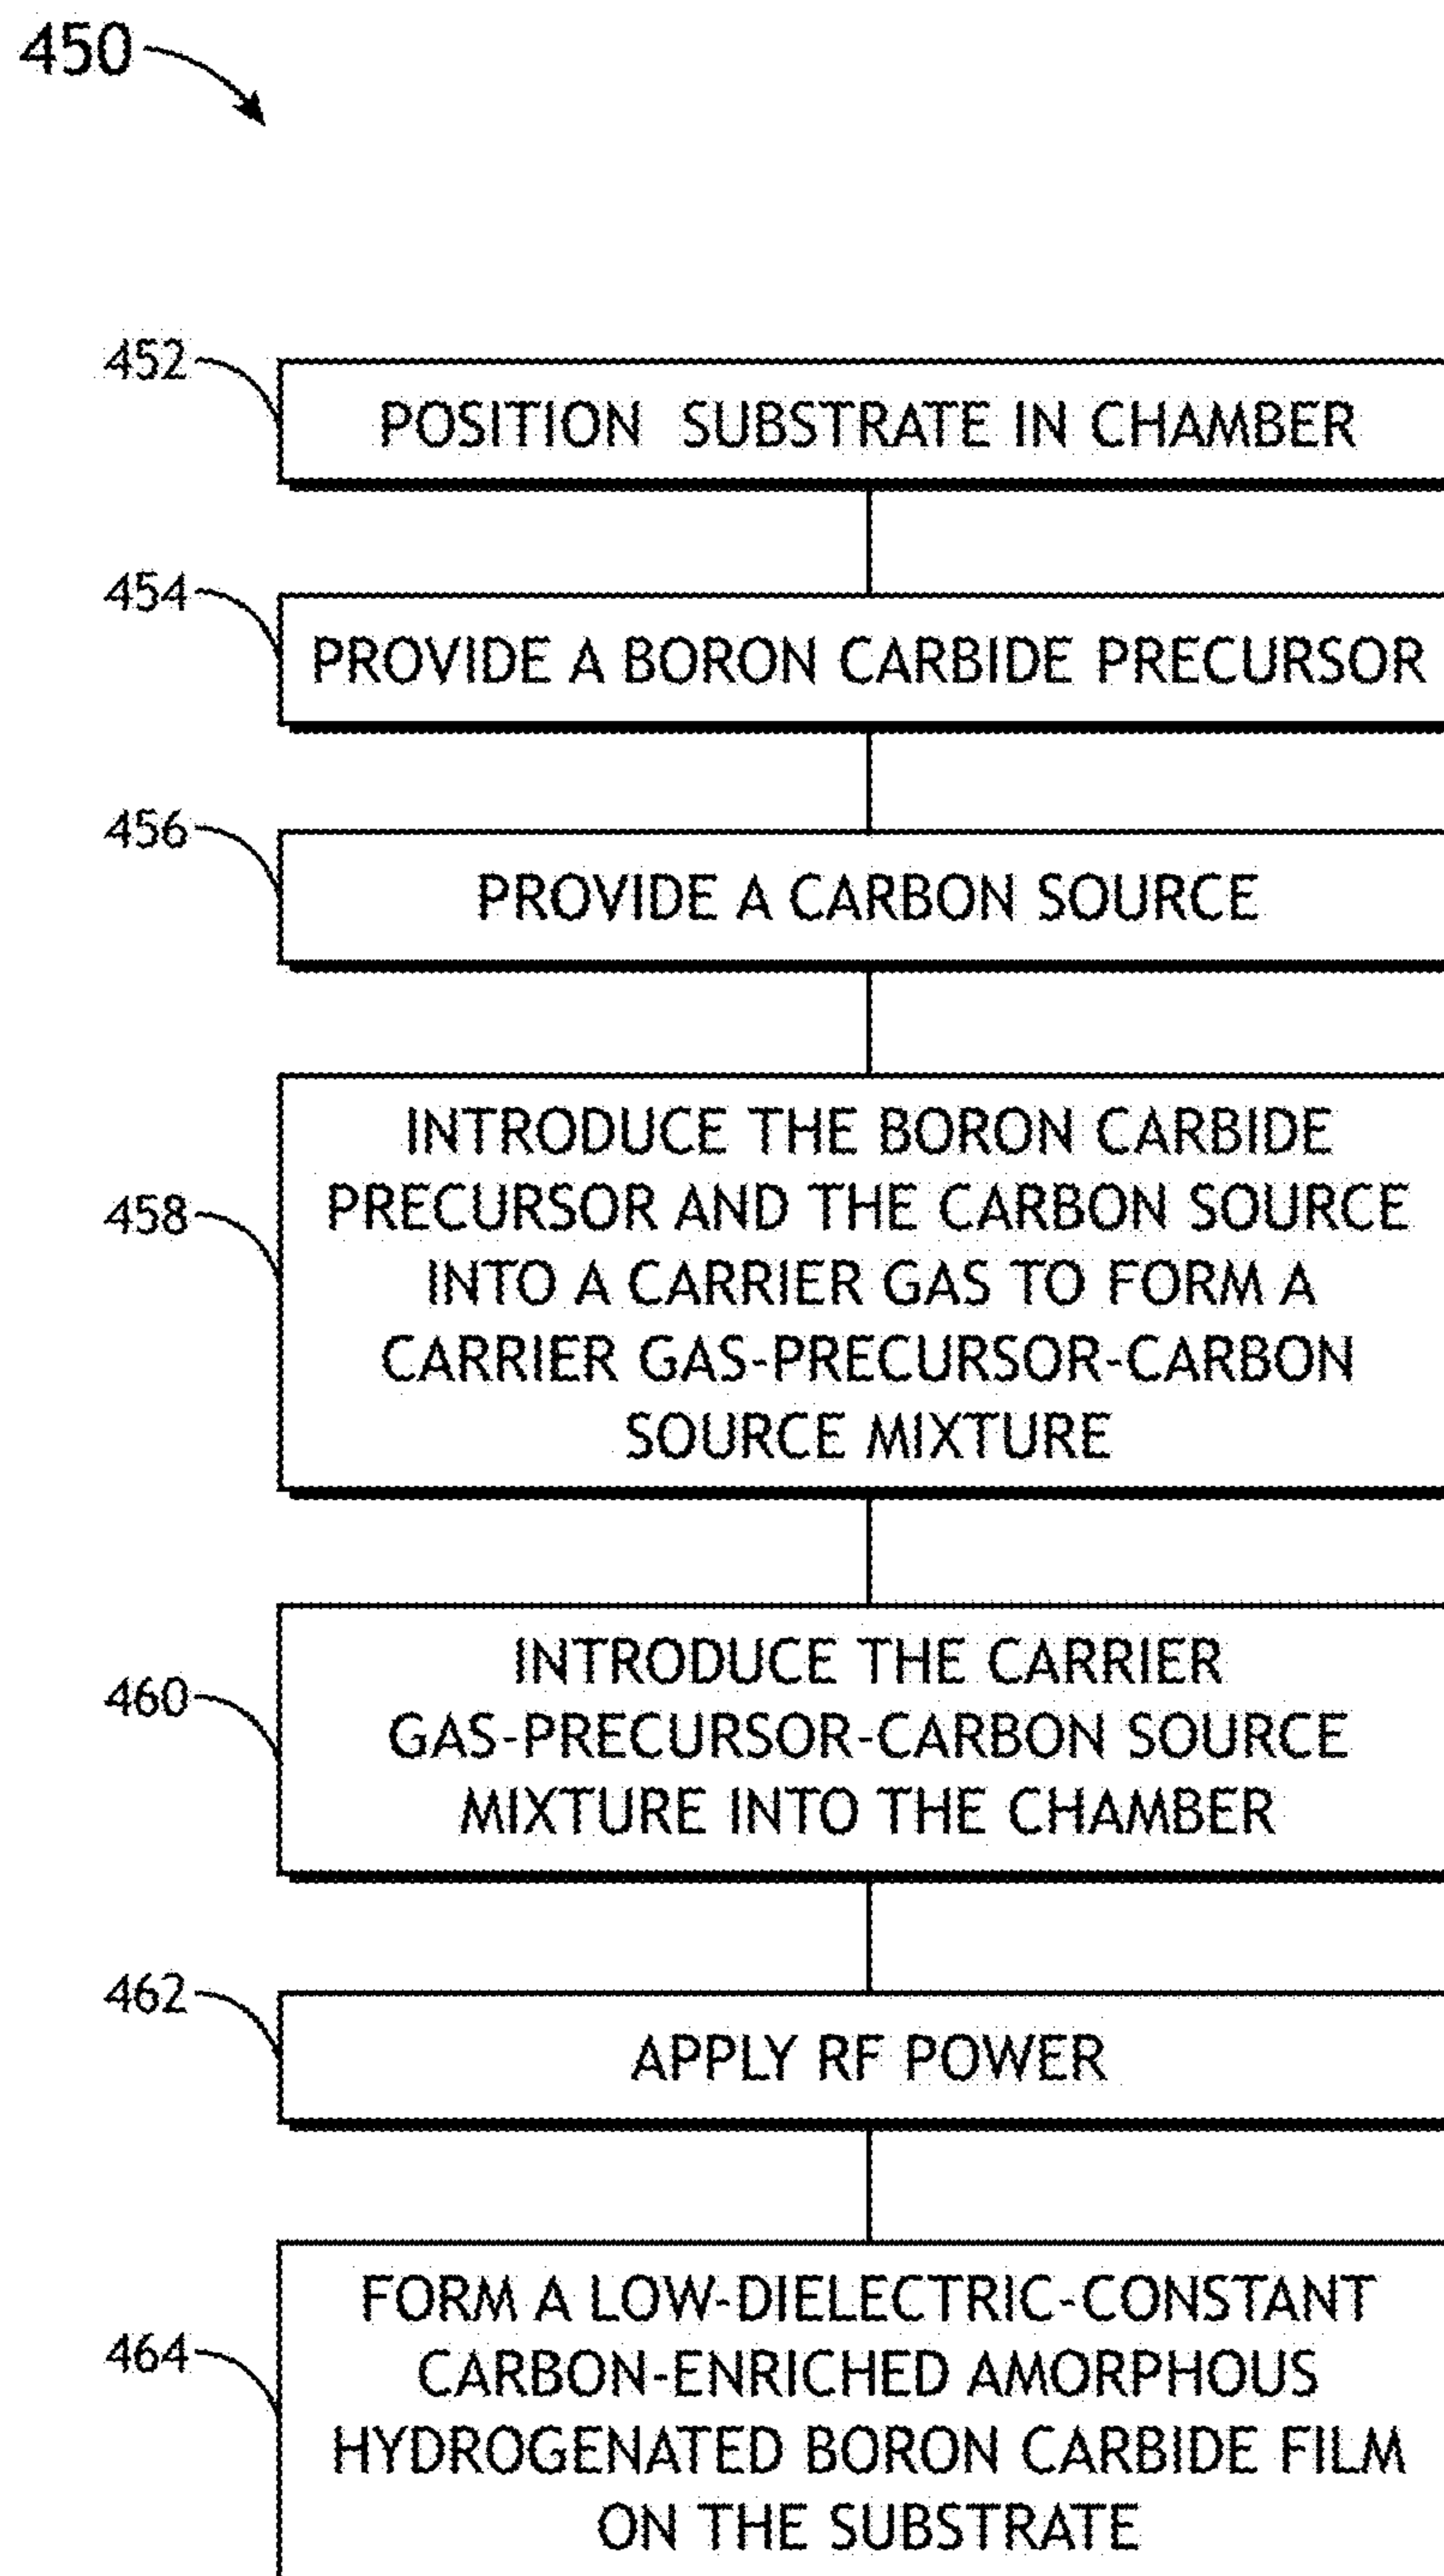 450
452
POSITION SUBSTRATE IN CHAMBER
454
PROVIDE A BORON CARBIDE PRECURSOR
456
PROVIDE A CARBON SOURCE
458
INTRODUCE THE BORON CARBIDE
PRECURSOR AND THE CARBON SOURCE
INTO A CARRIER GAS TO FORM A
CARRIER GAS-PRECURSOR-CARBON
SOURCE MIXTURE
460
INTRODUCE THE CARRIER
GAS-PRECURSOR-CARBON SOURCE
MIXTURE INTO THE CHAMBER
462
APPLY RF POWER
464
FORM A LOW-DIELECTRIC-CONSTANT
CARBON-ENRICHED AMORPHOUS
HYDROGENATED BORON CARBIDE FILM
ON THE SUBSTRATE